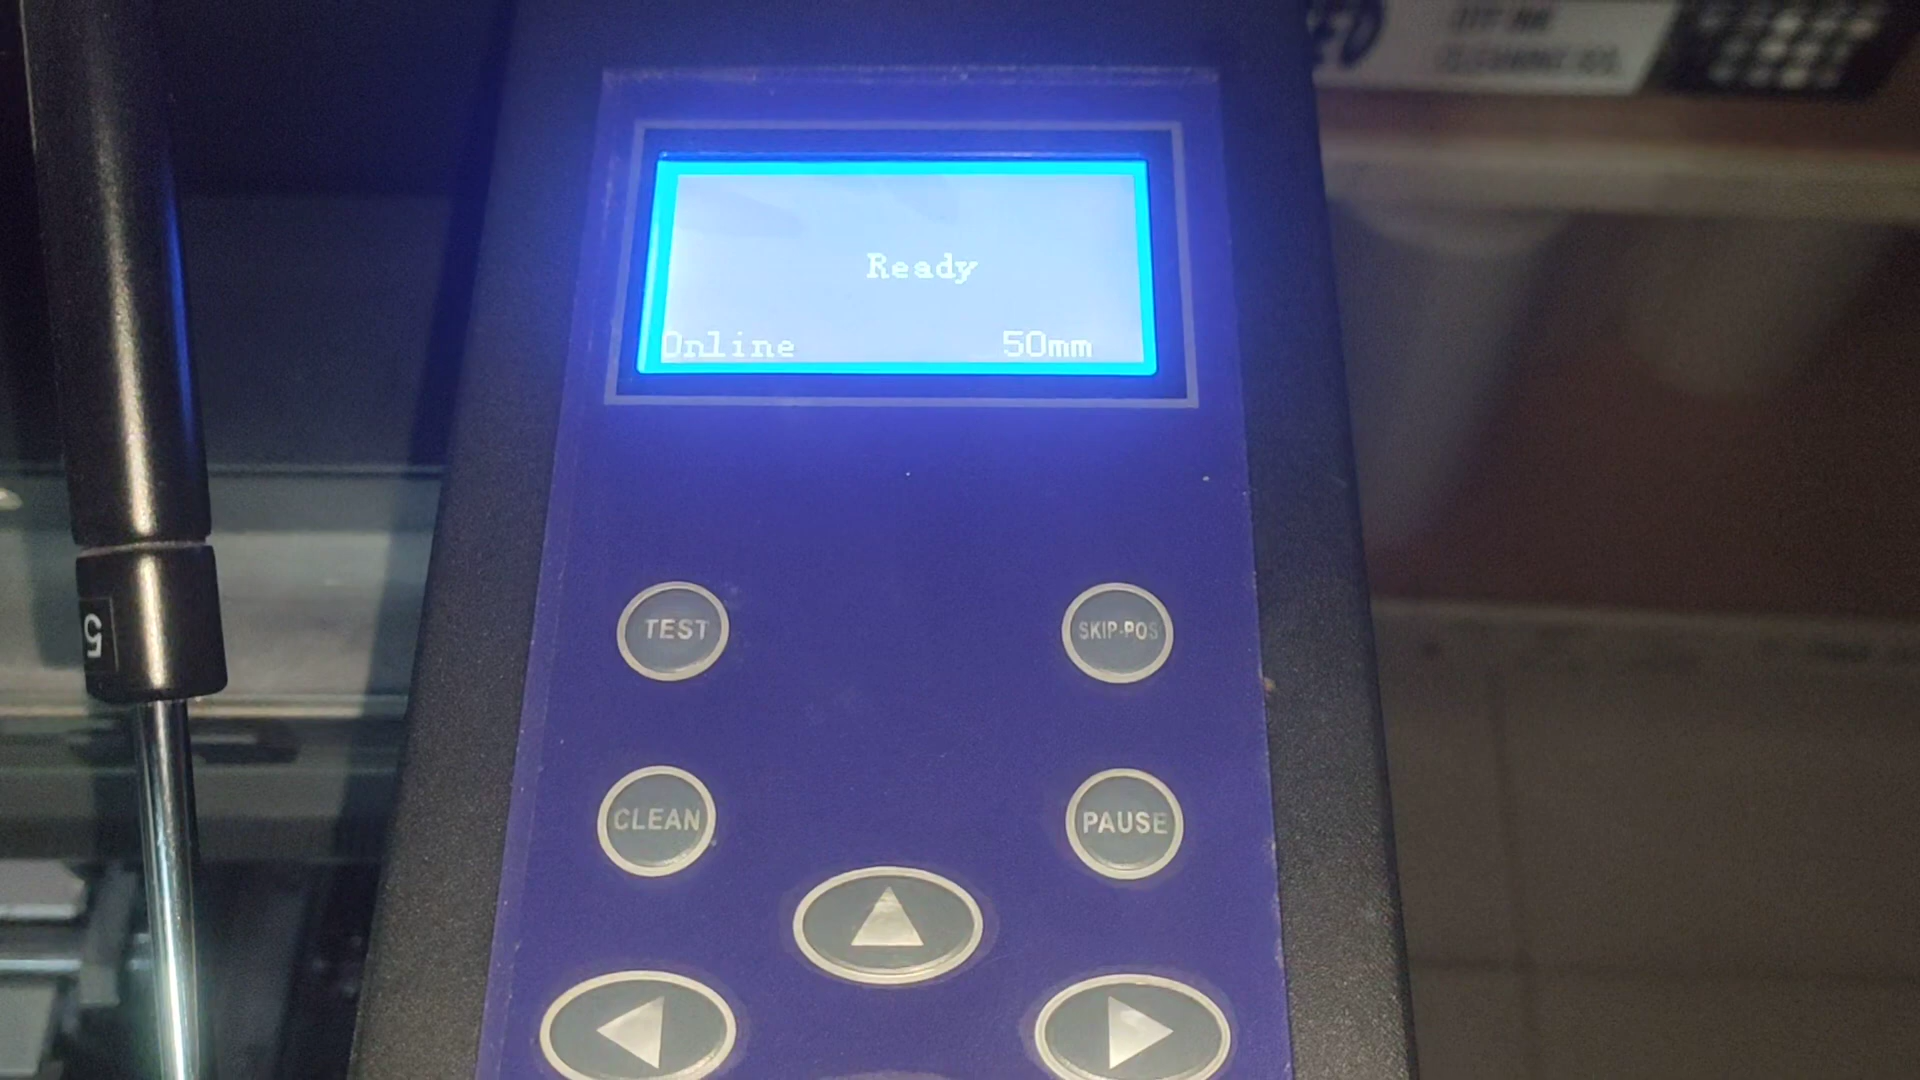 Ready
Online 50mm
TEST SKIP-POS
CLEAN PAUSE
5